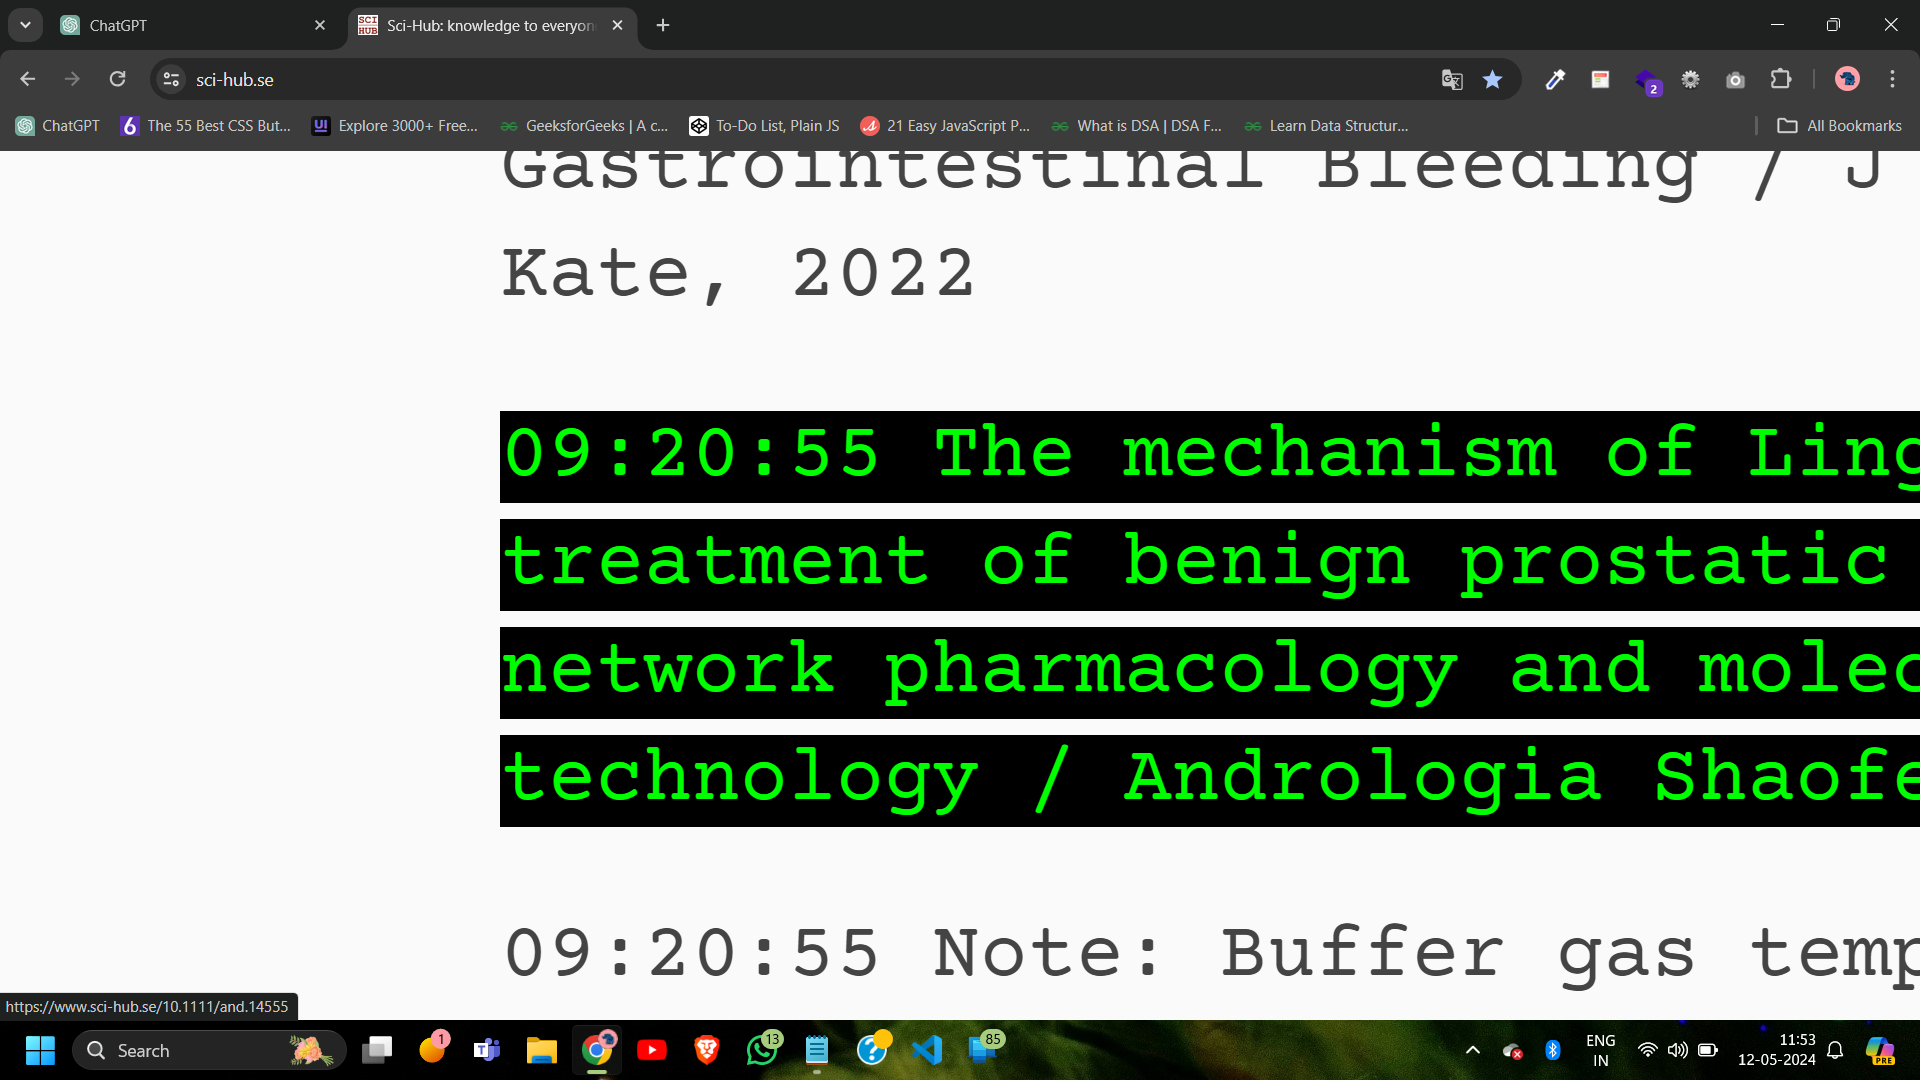 ChatGPT
Sci-Hub: knowledge to everyon
sci-hub.se
2
ChatGPT
The 55 Best CSS But...
Explore 3000+ Free...
GeeksforGeeks | A c...
To-Do List, Plain JS
21 Easy JavaScript P...
What is DSA | DSA F...
Learn Data Structur...
All Bookmarks
Gastrointestinal Bleeding / J
Kate, 2022
09:20:55 The mechanism of Ling
treatment of benign prostatic
network pharmacology and molec
technology / Andrologia Shaofe
09:20:55 Note: Buffer gas temp
https://www.sci-hub.se/10.1111/and.14555
Search
1
13
85
ENG
IN
11:53
12-05-2024
PRE